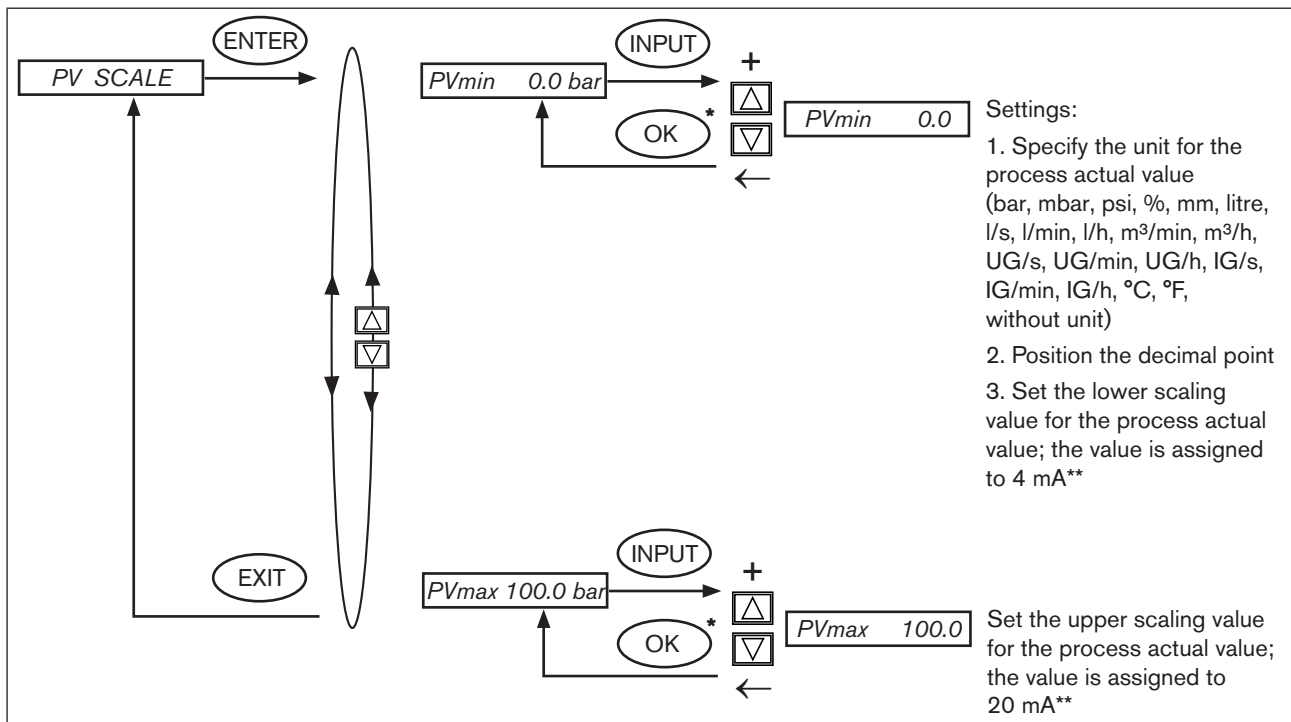 ENTER
PV SCALE
INPUT
PVmin 0.0 bar
+
OK *
PVmin 0.0
←
Settings:
1. Specify the unit for the
process actual value
(bar, mbar, psi, %, mm, litre,
l/s, l/min, l/h, m³/min, m³/h,
UG/s, UG/min, UG/h, IG/s,
IG/min, IG/h, °C, °F,
without unit)
2. Position the decimal point
3. Set the lower scaling
value for the process actual
value; the value is assigned
to 4 mA**
EXIT
INPUT
PVmax 100.0 bar
+
OK *
PVmax 100.0
←
Set the upper scaling value
for the process actual value;
the value is assigned to
20 mA**